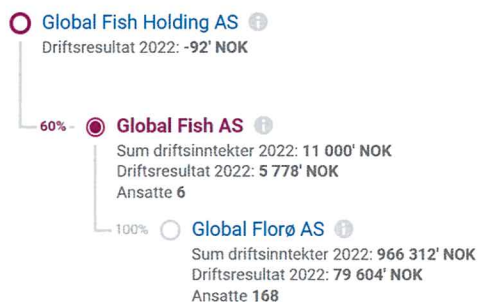 Global Fish Holding AS
Driftsresultat 2022: -92' NOK
60%
Global Fish AS
Sum driftsinntekter 2022: 11 000' NOK
Driftsresultat 2022: 5 778' NOK
Ansatte 6
100%
Global Florø AS
Sum driftsinntekter 2022: 966 312' NOK
Driftsresultat 2022: 79 604' NOK
Ansatte 168